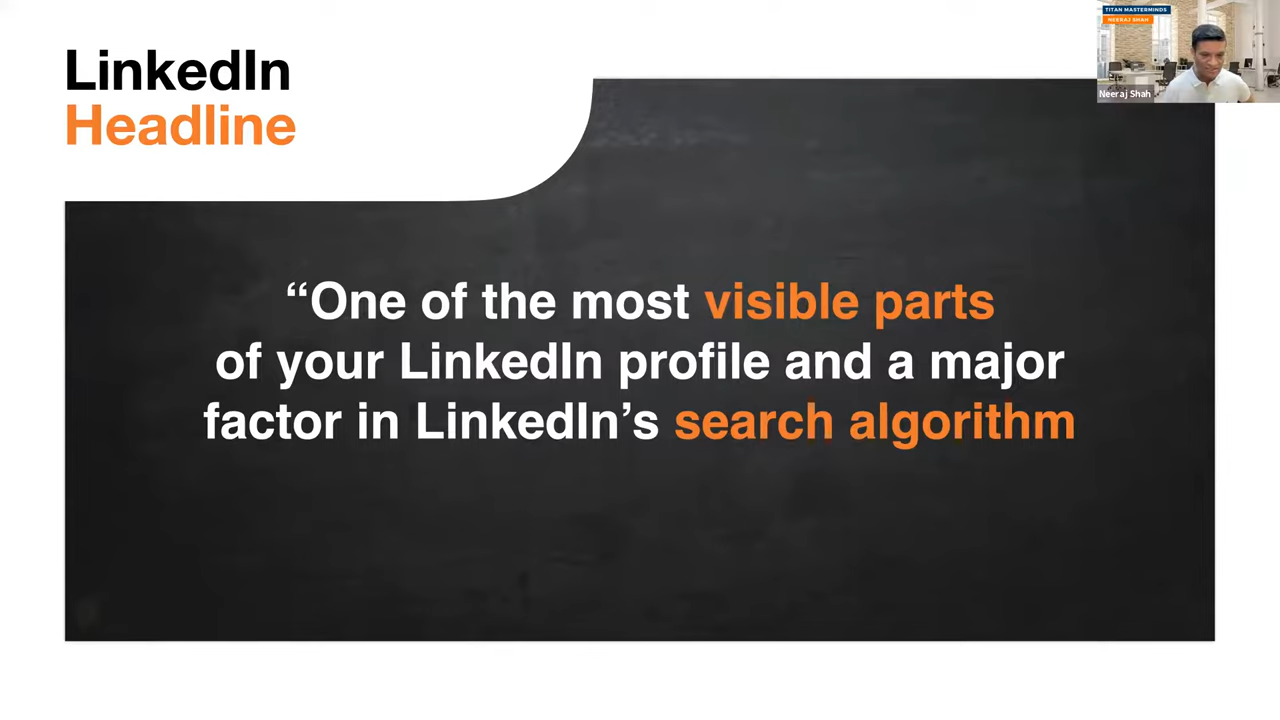 LinkedIn
Headline
TITAN MASTERMINDS
NEERAJ SHAH
Neeraj Shah
“One of the most visible parts
of your LinkedIn profile and a major
factor in LinkedIn’s search algorithm